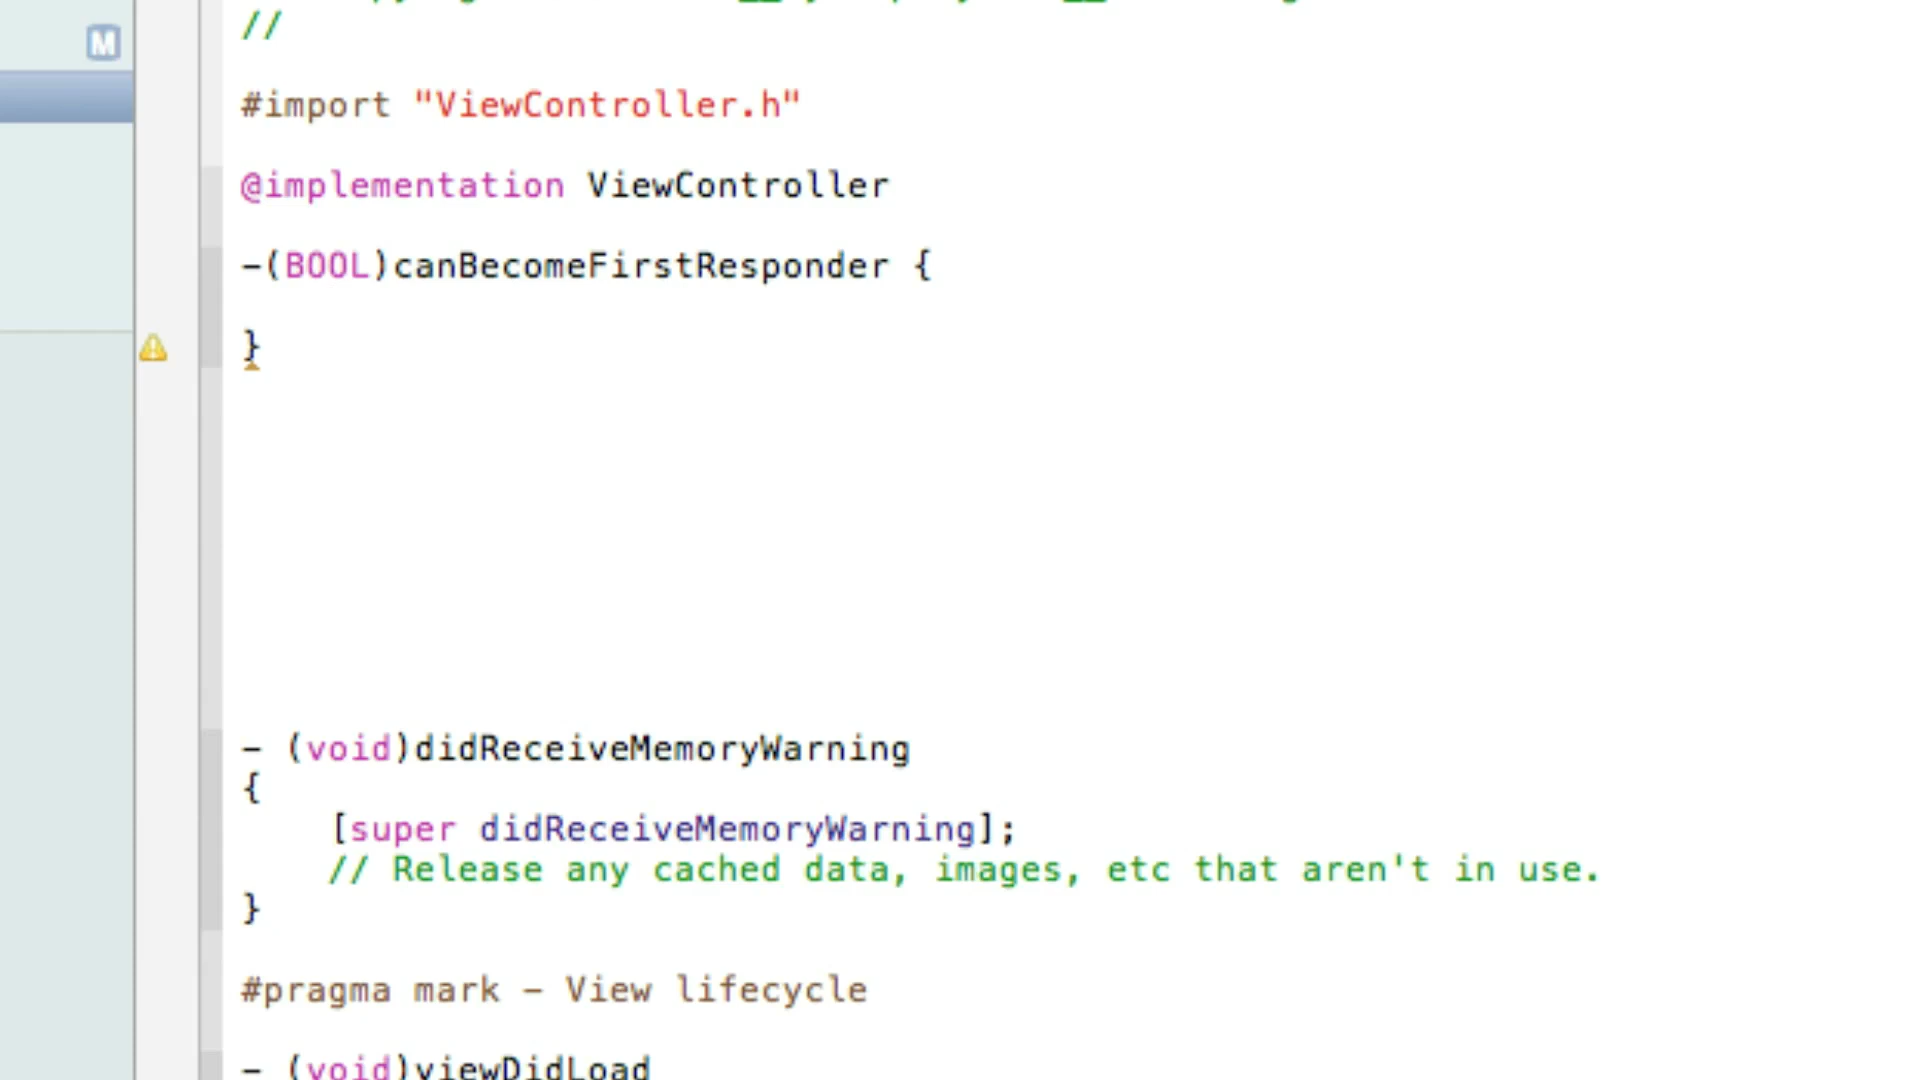 //
M
#import "ViewController.h"
@implementation ViewController
-(BOOL)canBecomeFirstResponder {
}
- (void)didReceiveMemoryWarning
{
[super didReceiveMemoryWarning];
// Release any cached data, images, etc that aren't in use.
}
#pragma mark - View lifecycle
- (void)viewDidLoad